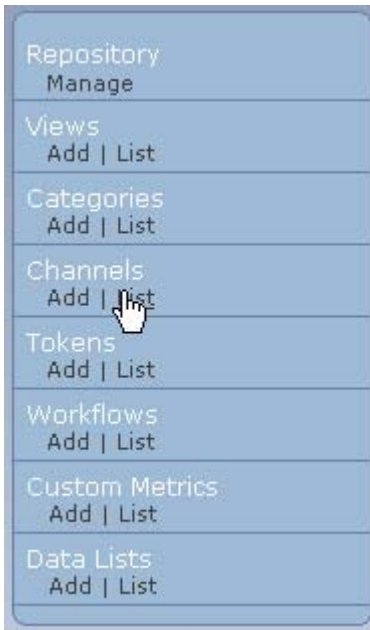 Repository
Manage
Views
Add | List
Categories
Add | List
Channels
Add | List
Tokens
Add | List
Workflows
Add | List
Custom Metrics
Add | List
Data Lists
Add | List